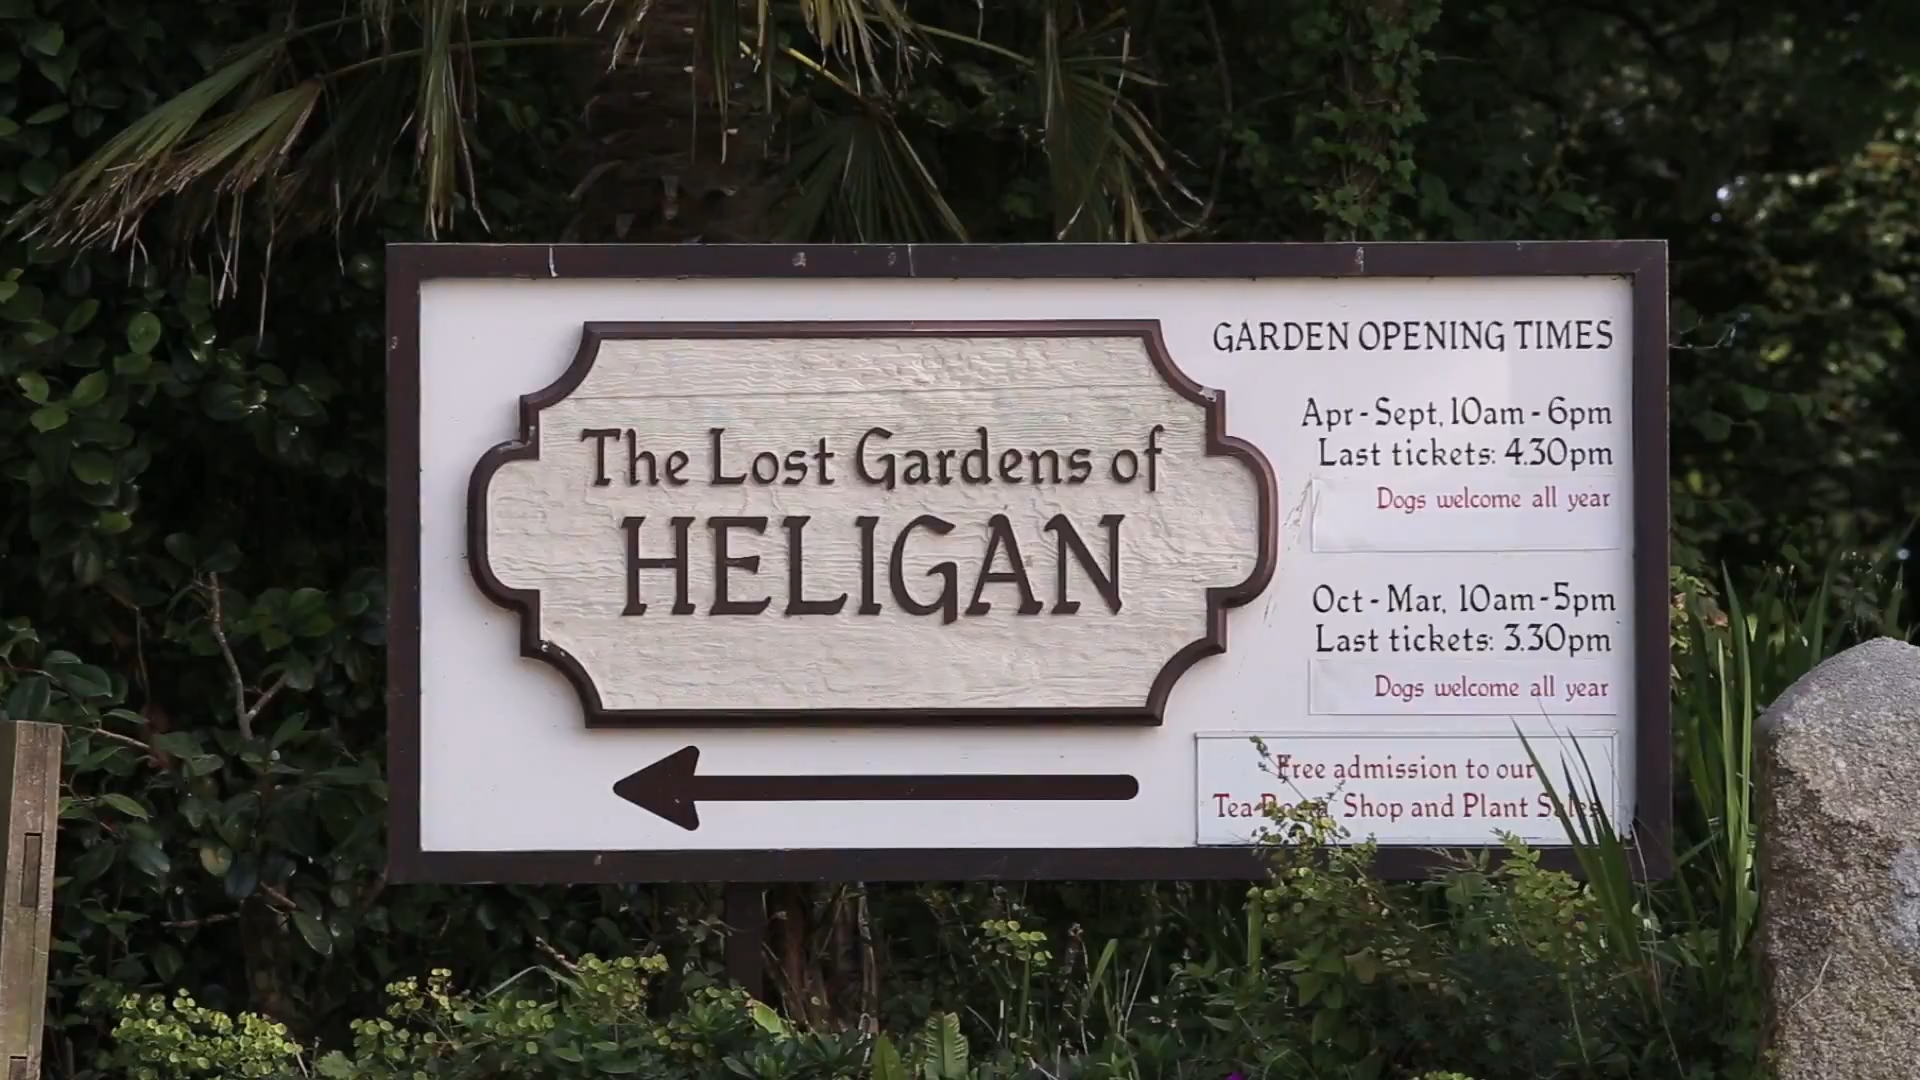 The Lost Gardens of
HELIGAN
GARDEN OPENING TIMES
Apr - Sept, 10am - 6pm
Last tickets: 4.30pm
Dogs welcome all year
Oct - Mar, 10am - 5pm
Last tickets: 3.30pm
Dogs welcome all year
Free admission to our
Tea Room, Shop and Plant Sales